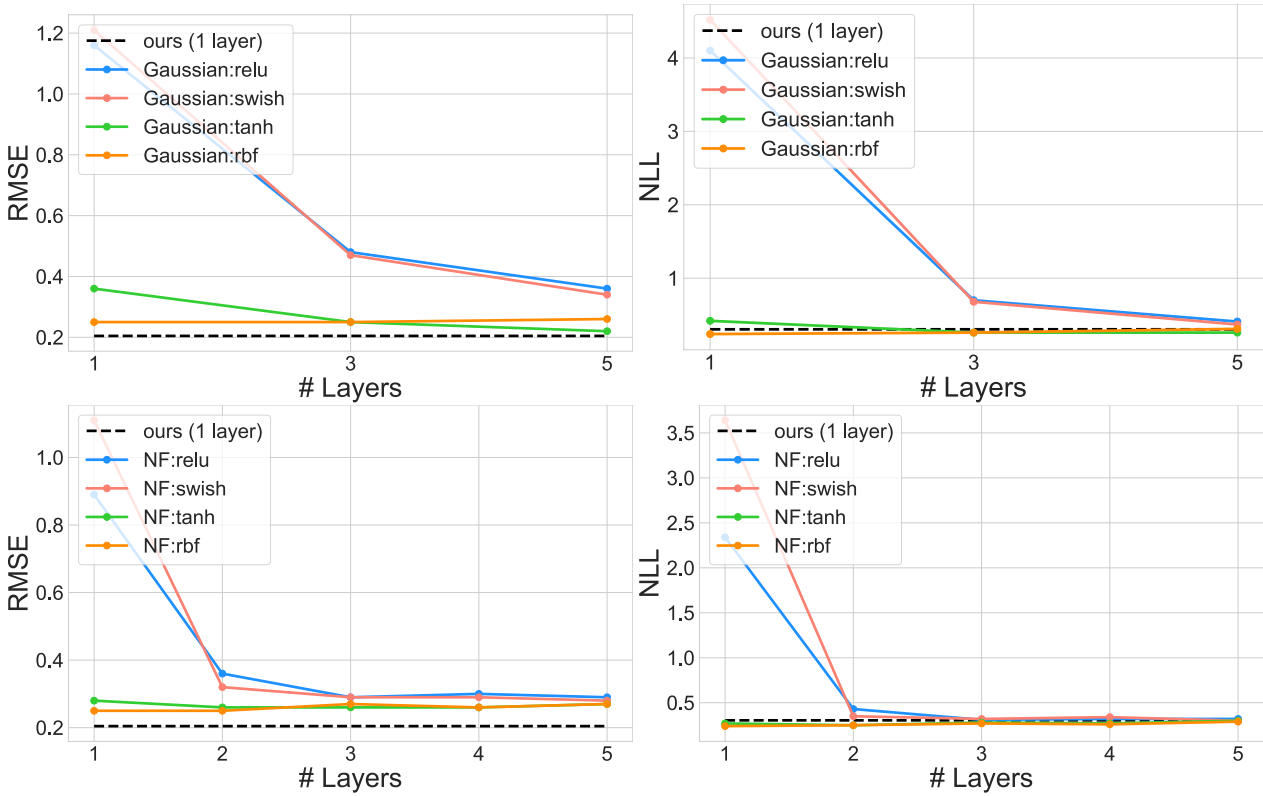 RMSE
1.2
1.0
0.8
0.6
0.4
0.2
ours (1 layer)
Gaussian:relu
Gaussian:swish
Gaussian:tanh
Gaussian:rbf
1
3
5
# Layers
NLL
4
3
2
1
ours (1 layer)
Gaussian:relu
Gaussian:swish
Gaussian:tanh
Gaussian:rbf
1
3
5
# Layers
RMSE
1.0
0.8
0.6
0.4
0.2
ours (1 layer)
NF:relu
NF:swish
NF:tanh
NF:rbf
1
2
3
4
5
# Layers
NLL
3.5
3.0
2.5
2.0
1.5
1.0
0.5
ours (1 layer)
NF:relu
NF:swish
NF:tanh
NF:rbf
1
2
3
4
5
# Layers